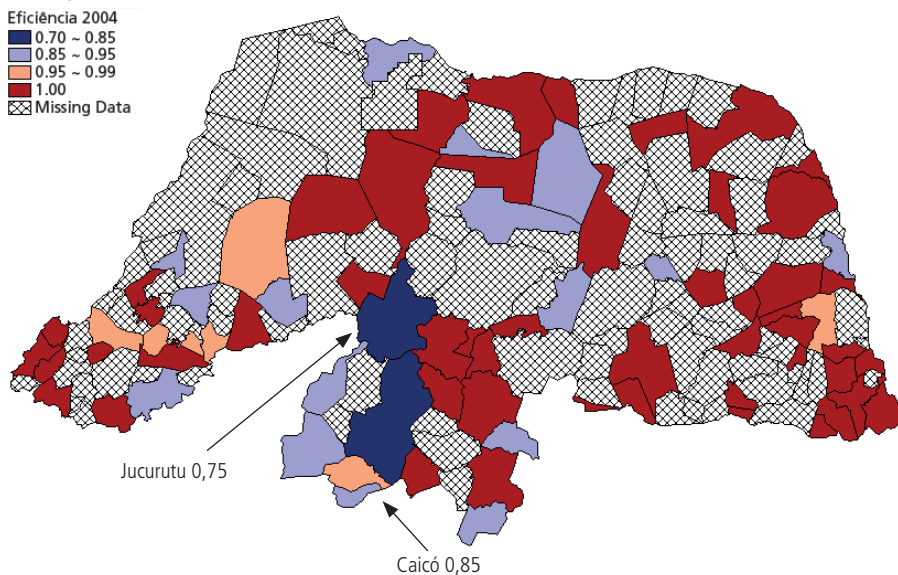 Eficiência 2004
0.70 ~ 0.85
0.85 ~ 0.95
0.95 ~ 0.99
1.00
Missing Data
Jucurutu 0,75
Caicó 0,85